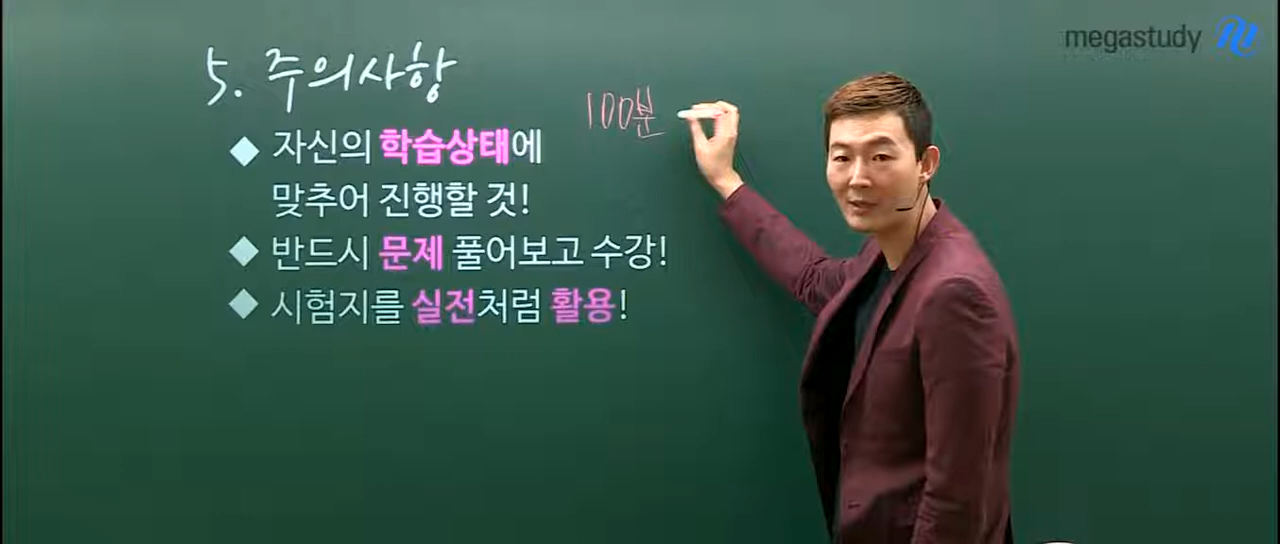 megastudy
5. 주의사항
100분
◆ 자신의 학습상태에
맞추어 진행할 것!
◆ 반드시 문제 풀어보고 수강!
◆ 시험지를 실전처럼 활용!